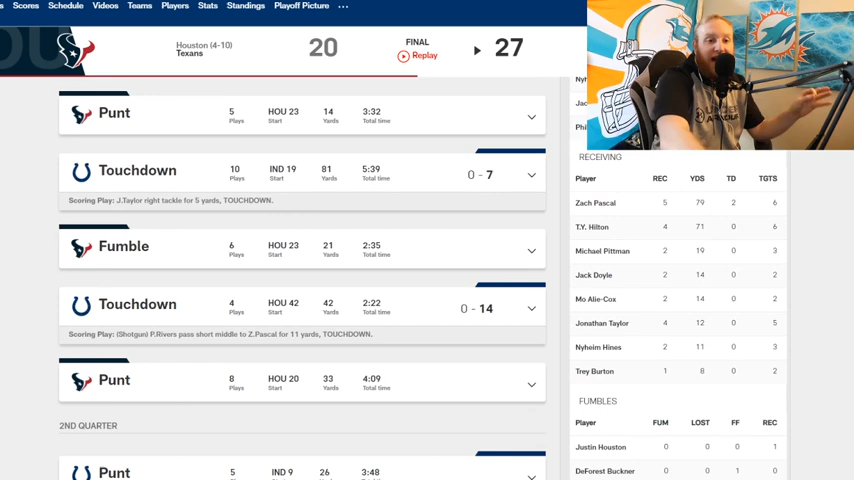 Scores Schedule Videos Teams Players Stats Standings Playoff Picture ...
Houston (4-10)
Texans
20
FINAL
Replay
27
Punt
5
Plays
HOU 23
Start
14
Yards
3:32
Total time
Touchdown
10
Plays
IND 19
Start
81
Yards
5:39
Total time
0 - 7
Scoring Play: J.Taylor right tackle for 5 yards, TOUCHDOWN.
Fumble
6
Plays
HOU 23
Start
21
Yards
2:35
Total time
Touchdown
4
Plays
HOU 42
Start
42
Yards
2:22
Total time
0 - 14
Scoring Play: (Shotgun) P.Rivers pass short middle to Z.Pascal for 11 yards, TOUCHDOWN.
Punt
8
Plays
HOU 20
Start
33
Yards
4:09
Total time
2ND QUARTER
Punt
5
Plays
IND 9
Start
26
3:48
RECEIVING
Player REC YDS TD TGTS
Zach Pascal 5 79 2 6
T.Y. Hilton 4 71 0 6
Michael Pittman 2 19 0 3
Jack Doyle 2 14 0 2
Mo Alie-Cox 2 14 0 2
Jonathan Taylor 4 12 0 5
Nyheim Hines 2 11 0 3
Trey Burton 1 8 0 2
FUMBLES
Player FUM LOST FF REC
Justin Houston 0 0 0 1
DeForest Buckner 0 0 1 0
UNDER ARMOUR